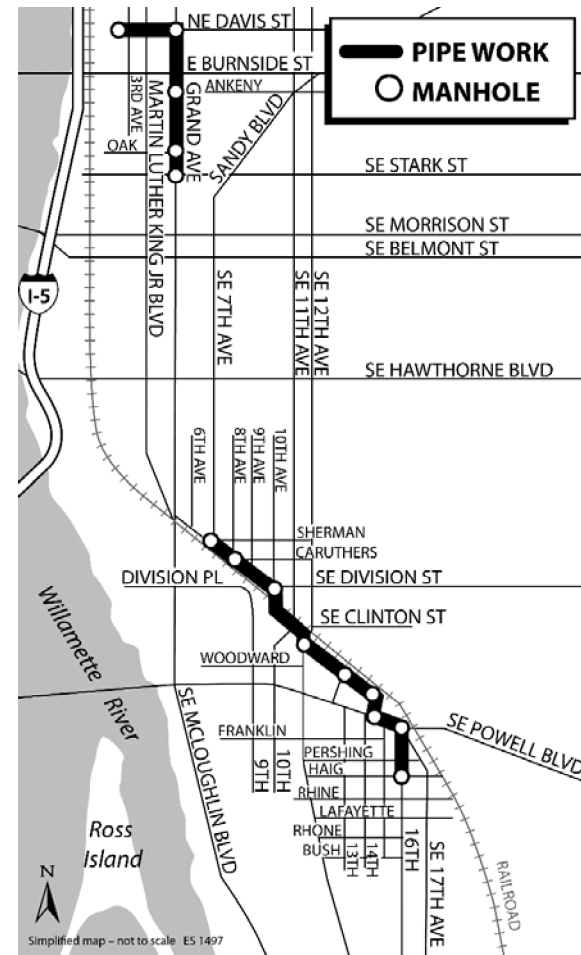 NE DAVIS ST
E BURNSIDE ST
PIPE WORK
MANHOLE
3RD AVE
MARTIN LUTHER KING JR BLVD
GRAND AVE
ANKENY
SANDY BLVD
OAK
SE STARK ST
SE MORRISON ST
SE BELMONT ST
I-5
SE 7TH AVE
SE 11TH AVE
SE 12TH AVE
SE HAWTHORNE BLVD
6TH AVE
8TH AVE
9TH AVE
10TH AVE
SHERMAN
CARUTHERS
DIVISION PL
SE DIVISION ST
SE CLINTON ST
Willamette
River
WOODWARD
SE MCLOUGHLIN BLVD
FRANKLIN
SE POWELL BLVD
9TH
10TH
PERSHING
HAIG
RHINE
LAFAYETTE
RHONE
BUSH
13TH
14TH
16TH
SE 17TH AVE
RAILROAD
Ross
Island
N
Simplified map – not to scale ES 1497